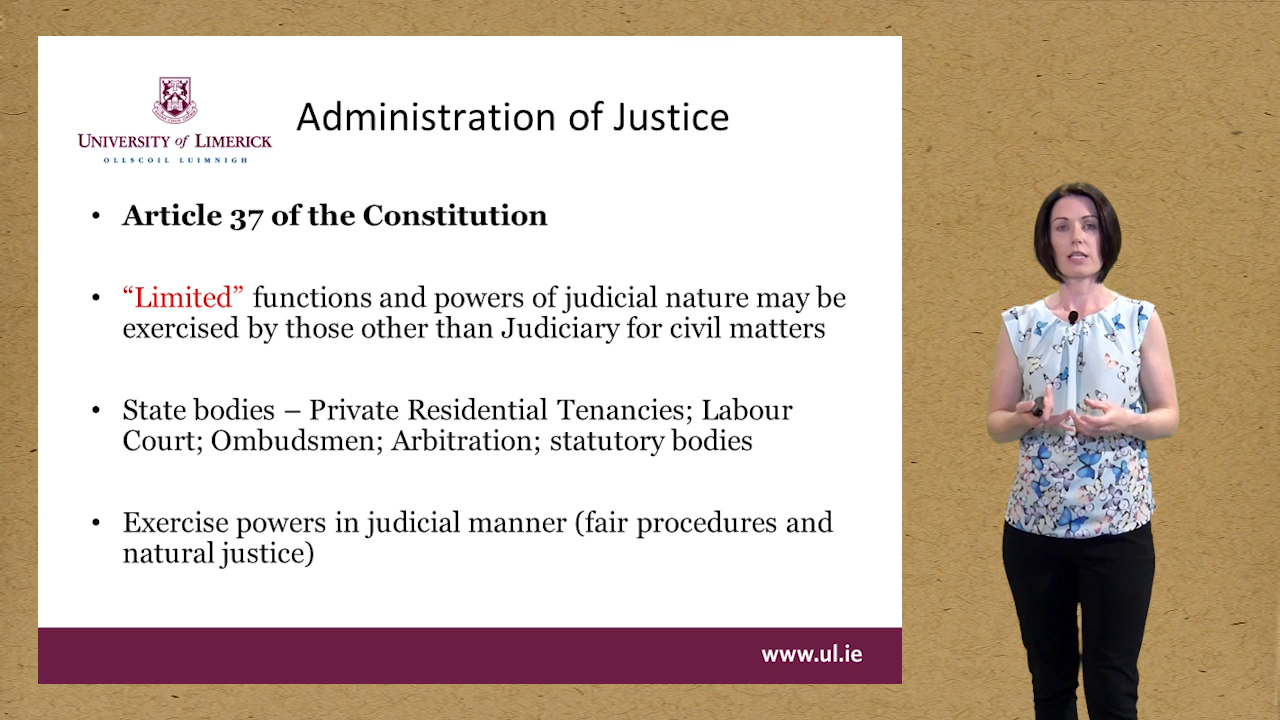 UNIVERSITY of LIMERICK
OLLSCOIL LUIMNIGH
Administration of Justice
• Article 37 of the Constitution
• “Limited” functions and powers of judicial nature may be
exercised by those other than Judiciary for civil matters
• State bodies – Private Residential Tenancies; Labour
Court; Ombudsmen; Arbitration; statutory bodies
• Exercise powers in judicial manner (fair procedures and
natural justice)
www.ul.ie